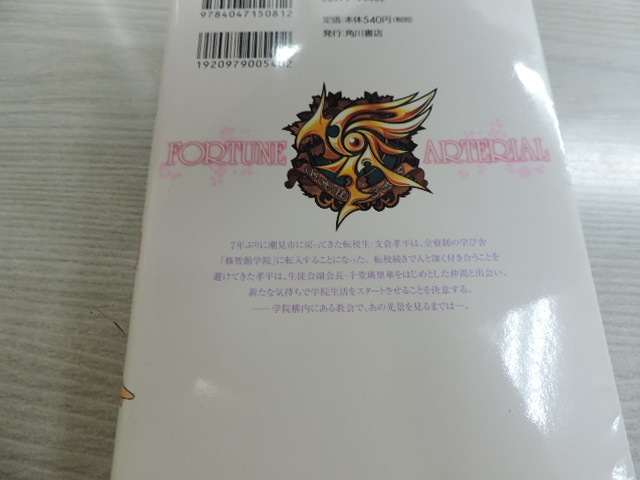 9784047150812
定価:本体540円(税別)
発行:角川書店
1920979005402
FORTUNE ARTERIAL
7年ぶりに潮見市に戻ってきた転校生・支倉孝平は、全寮制の学び舎
「修智館学院」に転入することになった。転校続きで人と深く付き合うことを
避けてきた孝平は、生徒会副会長・千堂瑛里華をはじめとした仲間と出会い、
新たな気持ちで学院生活をスタートさせることを決意する。
――学院構内にある教会で、あの光景を見るまでは…。